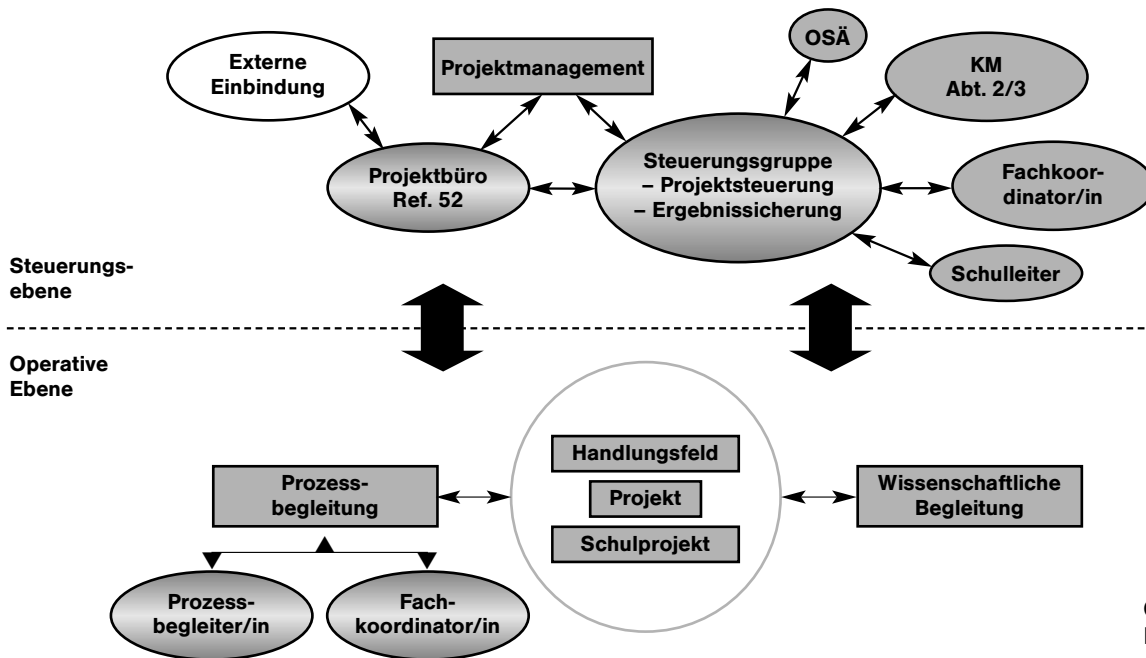 Externe
Einbindung
Projektmanagement
OSÄ
KM
Abt. 2/3
Projektbüro
Ref. 52
Steuerungsgruppe
– Projektsteuerung
– Ergebnissicherung
Fachkoor-
dinator/in
Schulleiter
Steuerungs-
ebene
Operative
Ebene
Prozess-
begleitung
Handlungsfeld
Projekt
Schulprojekt
Wissenschaftliche
Begleitung
Prozess-
begleiter/in
Fach-
koordinator/in